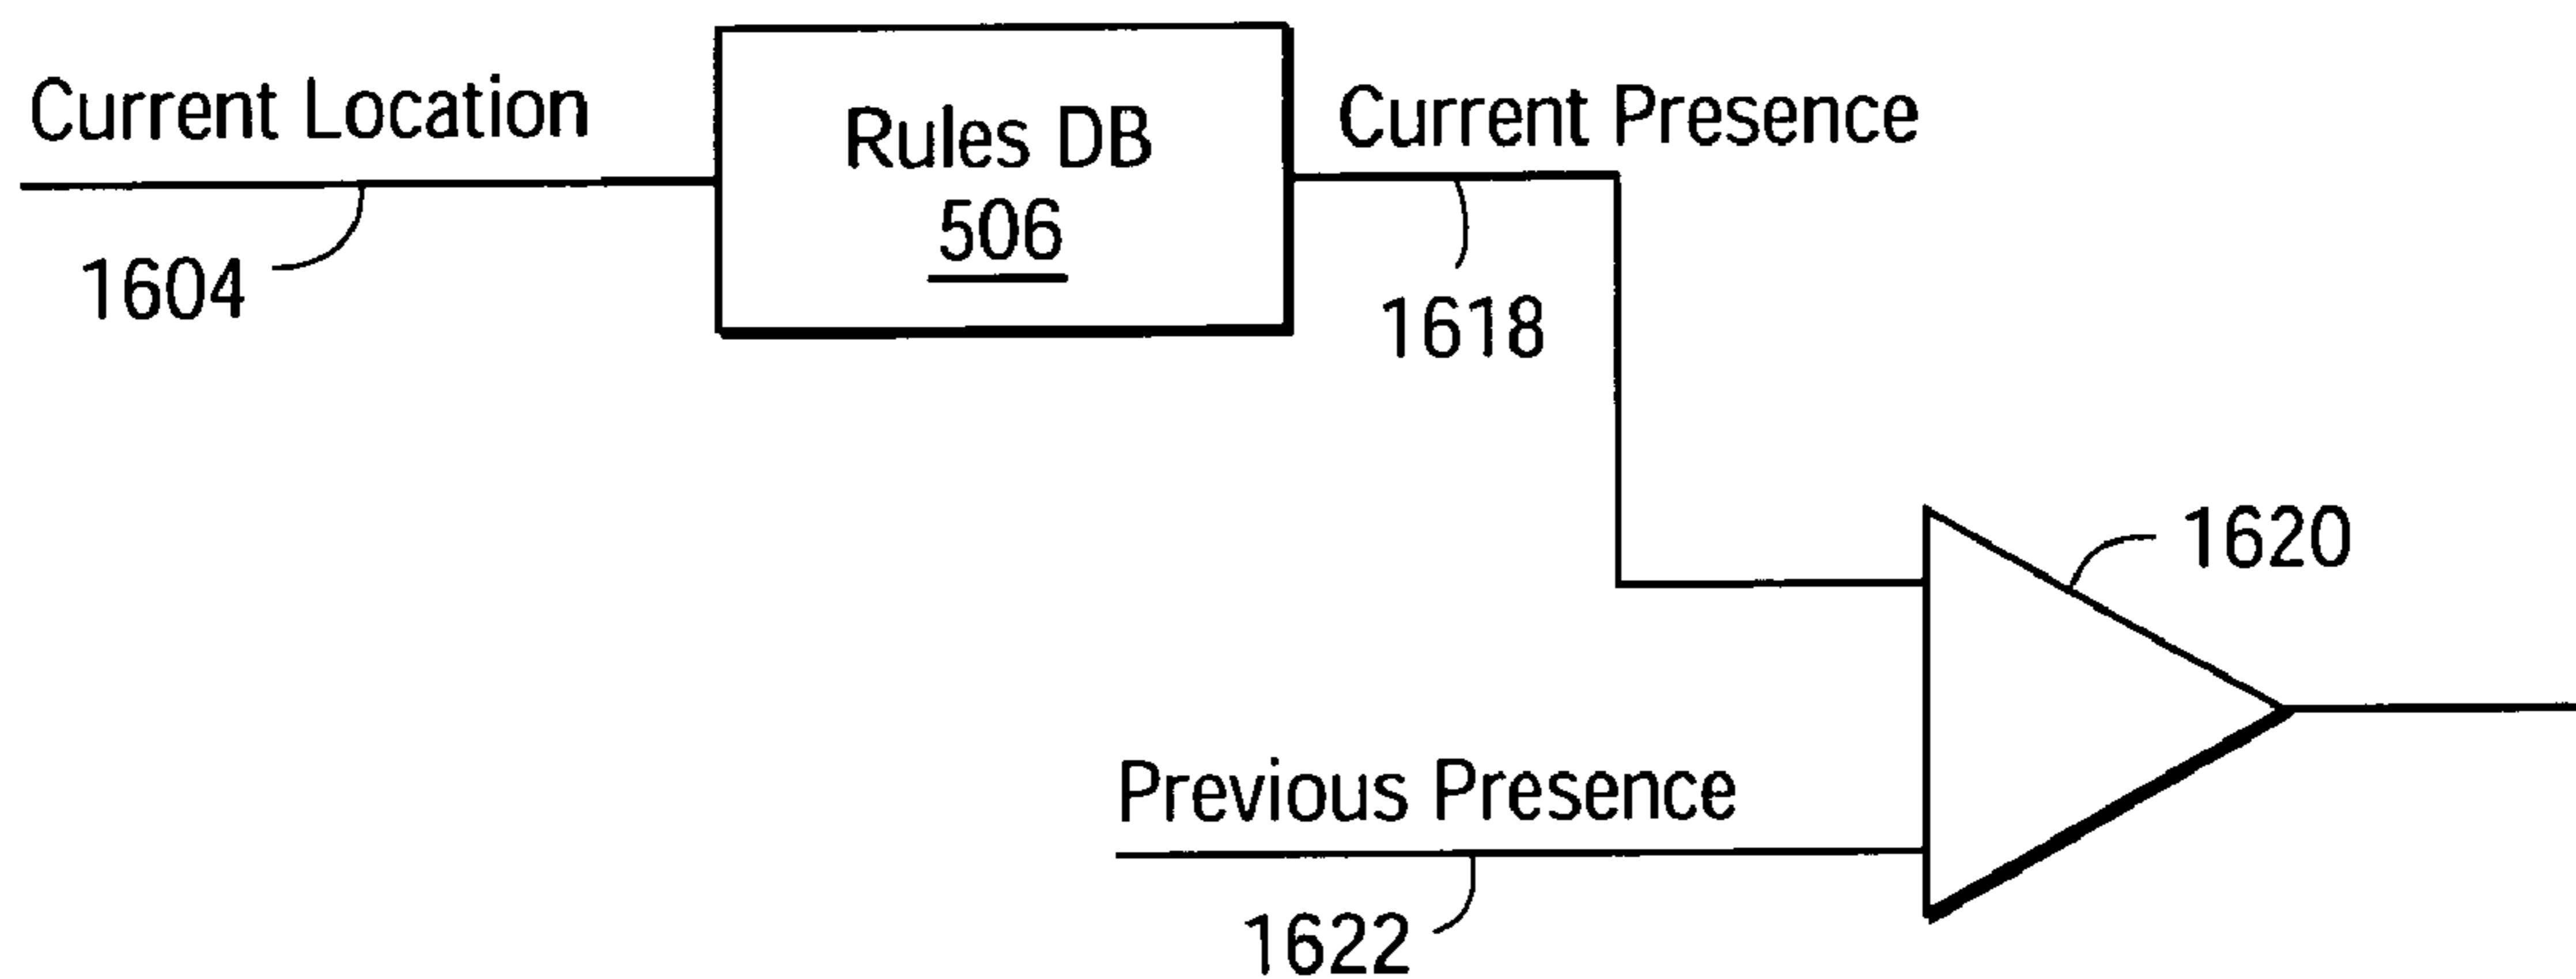 Current Location
Rules DB
506
Current Presence
1604
1618
1620
Previous Presence
1622